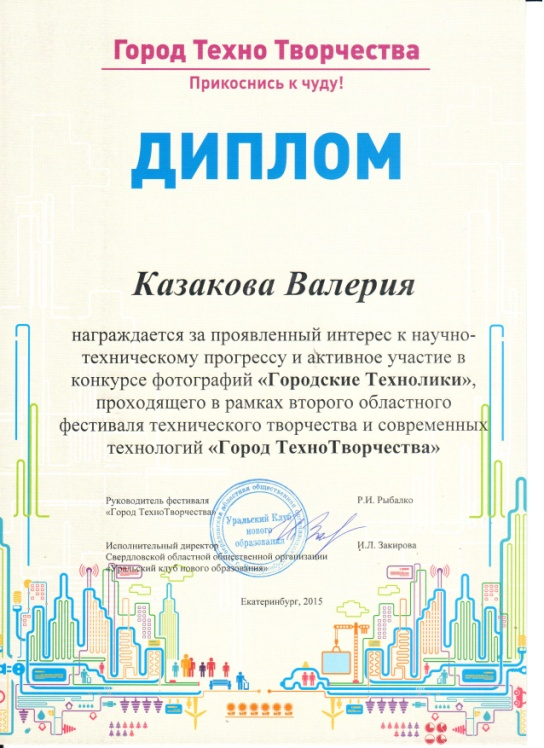 Город Техно Творчества
Прикоснись к чуду!
ДИПЛОМ
Казакова Валерия
награждается за проявленный интерес к научно-
техническому прогрессу и активное участие в
конкурсе фотографий «Городские Технолики»,
проходящего в рамках второго областного
фестиваля технического творчества и современных
технологий «Город ТехноТворчества»
Руководитель фестиваля
«Город ТехноТворчества»
Р.И. Рыбалко
Уральский Клуб
нового
образования
Исполнительный директор
Свердловской областной общественной организации
«Уральский клуб нового образования»
И.Л. Закирова
Екатеринбург, 2015